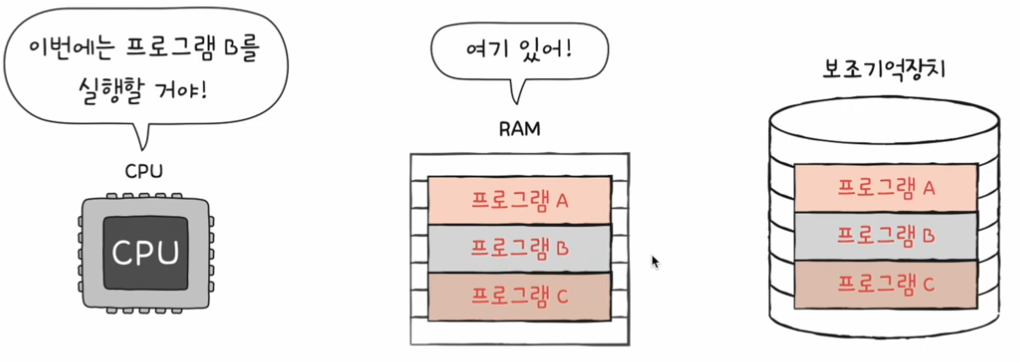 이번에는 프로그램 B를
실행할 거야!
CPU
CPU
여기 있어!
RAM
프로그램 A
프로그램 B
프로그램 C
보조기억장치
프로그램 A
프로그램 B
프로그램 C